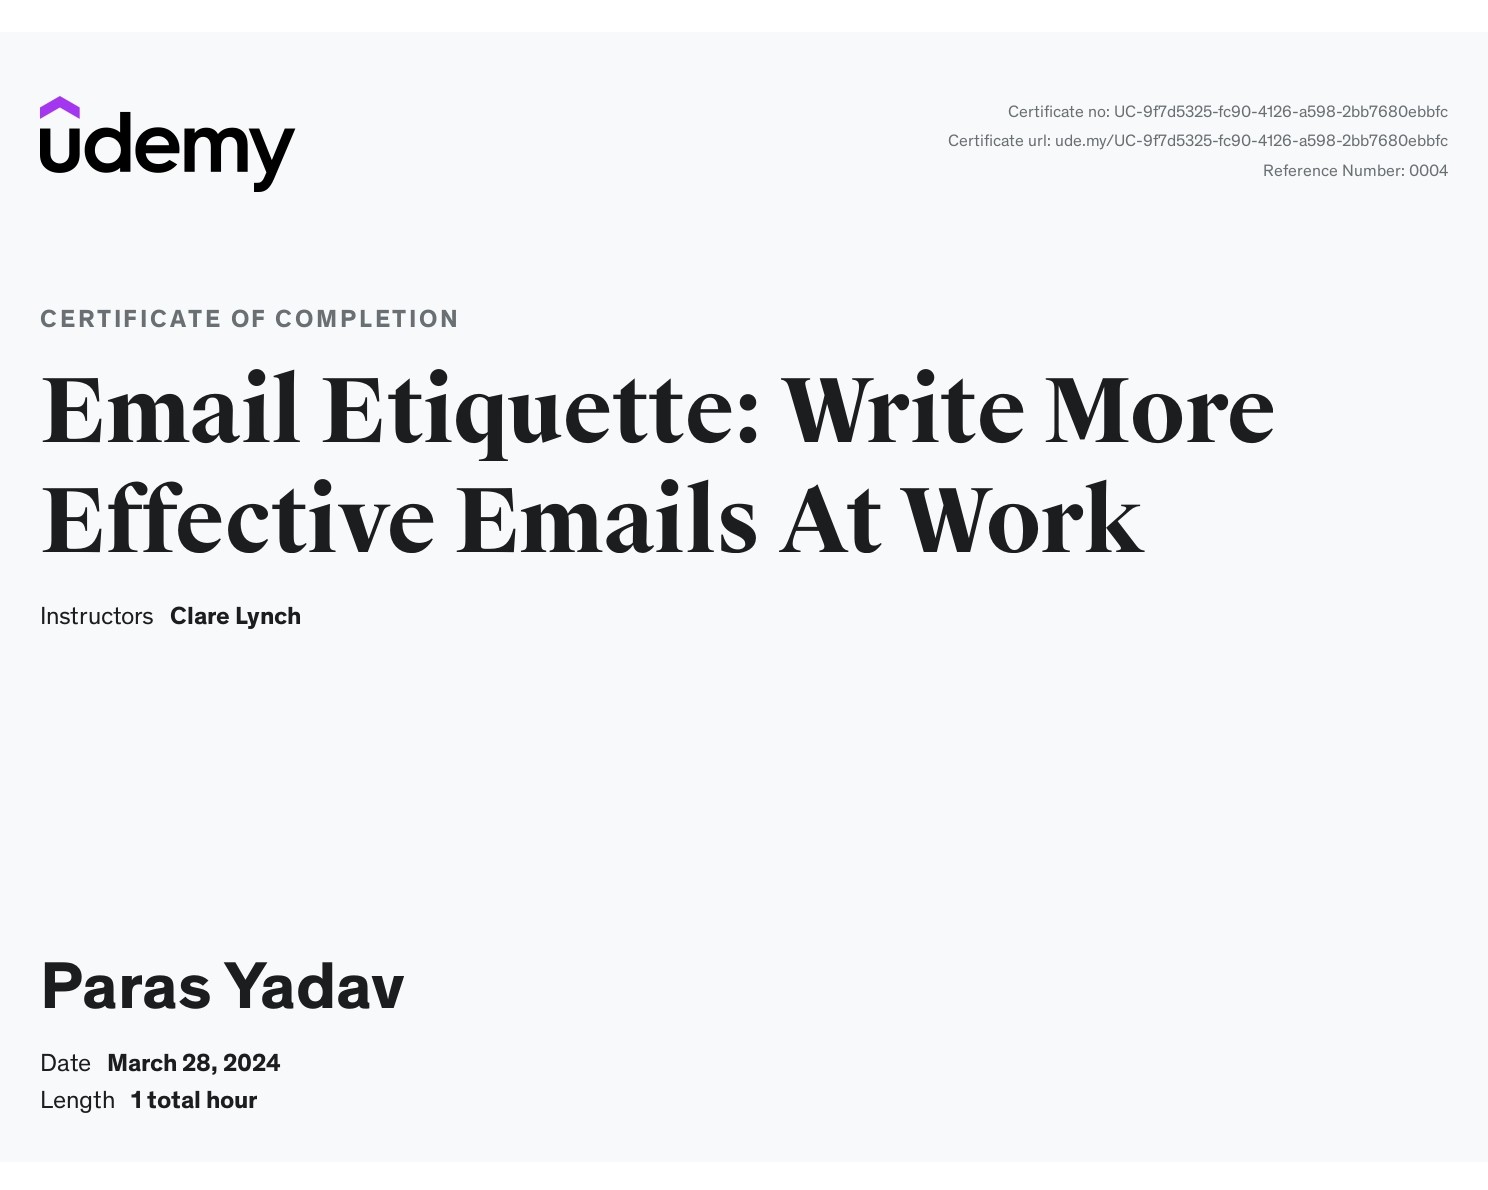 udemy
Certificate no: UC-9f7d5325-fc90-4126-a598-2bb7680ebbfc
Certificate url: ude.my/UC-9f7d5325-fc90-4126-a598-2bb7680ebbfc
Reference Number: 0004
CERTIFICATE OF COMPLETION
Email Etiquette: Write More
Effective Emails At Work
Instructors Clare Lynch
Paras Yadav
Date March 28, 2024
Length 1 total hour